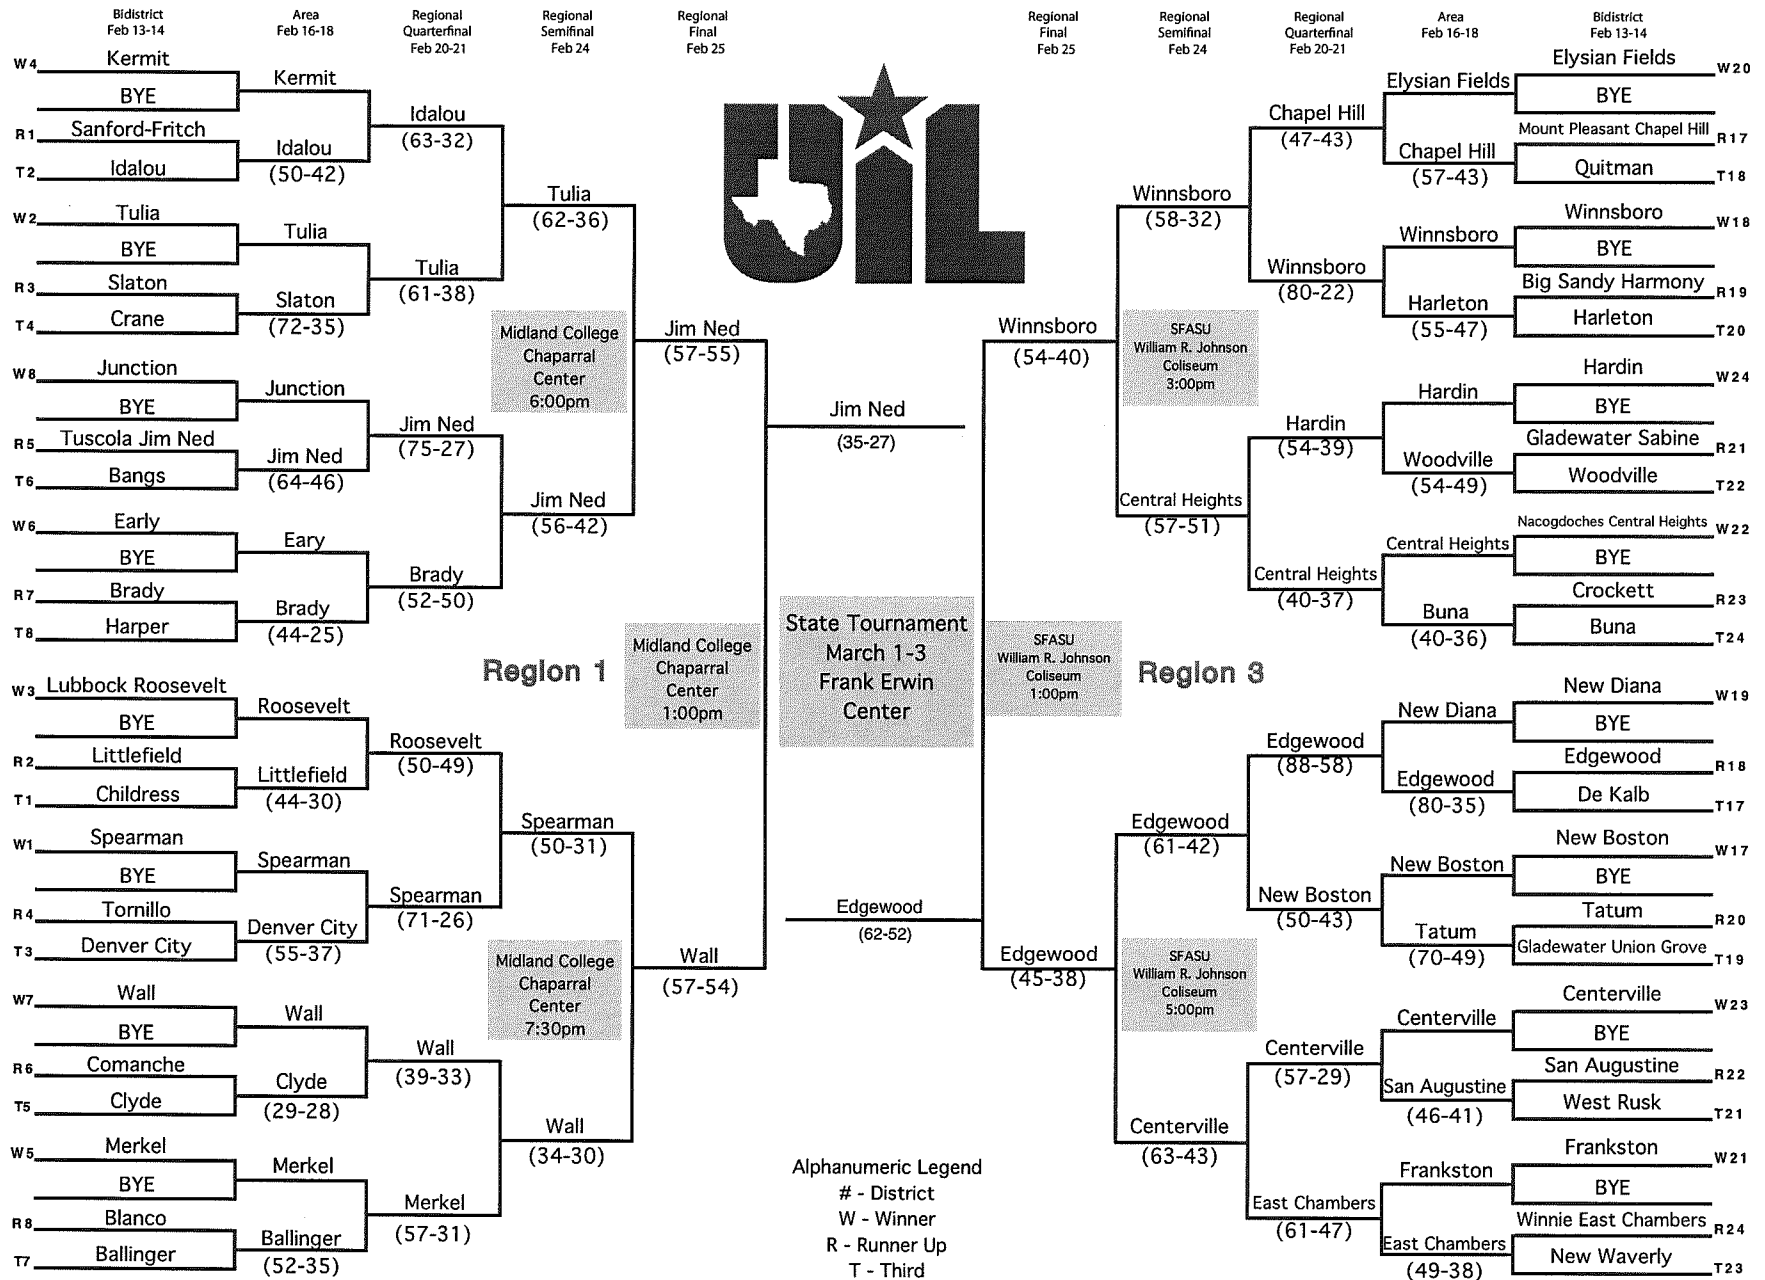 Bidistrict
Feb 13-14
Area
Feb 16-18
Regional
Quarterfinal
Feb 20-21
Regional
Semifinal
Feb 24
Regional
Final
Feb 25
Regional
Final
Feb 25
Regional
Semifinal
Feb 24
Regional
Quarterfinal
Feb 20-21
Area
Feb 16-18
Bidistrict
Feb 13-14
W4 Kermit
BYE
R1 Sanford-Fritch
T2 Idalou
W2 Tulia
BYE
R3 Slaton
T4 Crane
W8 Junction
BYE
R5 Tuscola Jim Ned
T6 Bangs
W6 Early
BYE
R7 Brady
T8 Harper
W3 Lubbock Roosevelt
BYE
R2 Littlefield
T1 Childress
W1 Spearman
BYE
R4 Tornillo
T3 Denver City
W7 Wall
BYE
R6 Comanche
T5 Clyde
W5 Merkel
BYE
R8 Blanco
T7 Ballinger
Kermit
Idalou
(50-42)
Tulia
Slaton
(72-35)
Junction
Jim Ned
(64-46)
Eary
Brady
(44-25)
Roosevelt
Littlefield
(44-30)
Spearman
Denver City
(55-37)
Wall
Clyde
(29-28)
Merkel
Ballinger
(52-35)
Idalou
(63-32)
Tulia
(61-38)
Jim Ned
(75-27)
Brady
(52-50)
Roosevelt
(50-49)
Spearman
(71-26)
Wall
(39-33)
Merkel
(57-31)
Tulia
(62-36)
Midland College
Chaparral
Center
6:00pm
Jim Ned
(56-42)
Region 1
Spearman
(50-31)
Midland College
Chaparral
Center
7:30pm
Wall
(34-30)
Jim Ned
(57-55)
Midland College
Chaparral
Center
1:00pm
Wall
(57-54)
UIL
Jim Ned
(35-27)
State Tournament
March 1-3
Frank Erwin
Center
Edgewood
(62-52)
Alphanumeric Legend
# - District
W - Winner
R - Runner Up
T - Third
Winnsboro
(54-40)
SFASU
William R. Johnson
Coliseum
1:00pm
Edgewood
(45-38)
Winnsboro
(58-32)
SFASU
William R. Johnson
Coliseum
3:00pm
Central Heights
(57-51)
Region 3
Edgewood
(61-42)
SFASU
William R. Johnson
Coliseum
5:00pm
Centerville
(63-43)
Chapel Hill
(47-43)
Winnsboro
(80-22)
Hardin
(54-39)
Central Heights
(40-37)
Edgewood
(88-58)
New Boston
(50-43)
Centerville
(57-29)
East Chambers
(61-47)
Elysian Fields
Chapel Hill
(57-43)
Winnsboro
Harleton
(55-47)
Hardin
Woodville
(54-49)
Central Heights
Buna
(40-36)
New Diana
Edgewood
(80-35)
New Boston
Tatum
(70-49)
Centerville
San Augustine
(46-41)
Frankston
East Chambers
(49-38)
Elysian Fields W20
BYE
Mount Pleasant Chapel Hill R17
Quitman T18
Winnsboro W18
BYE
Big Sandy Harmony R19
Harleton T20
Hardin W24
BYE
Gladewater Sabine R21
Woodville T22
Nacogdoches Central Heights W22
BYE
Crockett R23
Buna T24
New Diana W19
BYE
Edgewood R18
De Kalb T17
New Boston W17
BYE
Tatum R20
Gladewater Union Grove T19
Centerville W23
BYE
San Augustine R22
West Rusk T21
Frankston W21
BYE
Winnie East Chambers R24
New Waverly T23